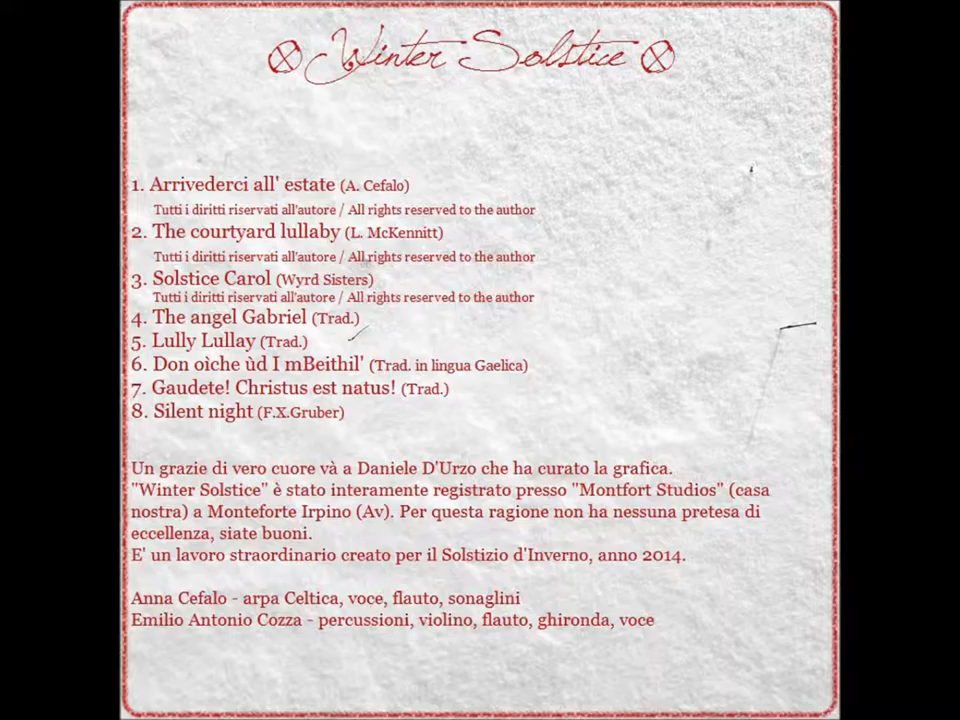 Winter Solstice
1. Arrivederci all' estate (A. Cefalo)
Tutti i diritti riservati all'autore / All rights reserved to the author
2. The courtyard lullaby (L. McKennitt)
Tutti i diritti riservati all'autore / All rights reserved to the author
3. Solstice Carol (Wyrd Sisters)
Tutti i diritti riservati all'autore / All rights reserved to the author
4. The angel Gabriel (Trad.)
5. Lully Lullay (Trad.)
6. Don oìche ùd I mBeithil' (Trad. in lingua Gaelica)
7. Gaudete! Christus est natus! (Trad.)
8. Silent night (F.X.Gruber)
Un grazie di vero cuore và a Daniele D'Urzo che ha curato la grafica.
"Winter Solstice" è stato interamente registrato presso "Montfort Studios" (casa
nostra) a Monteforte Irpino (Av). Per questa ragione non ha nessuna pretesa di
eccellenza, siate buoni.
E' un lavoro straordinario creato per il Solstizio d'Inverno, anno 2014.
Anna Cefalo - arpa Celtica, voce, flauto, sonaglini
Emilio Antonio Cozza - percussioni, violino, flauto, ghironda, voce